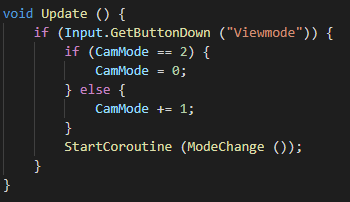 void Update () {
    if (Input.GetButtonDown ("Viewmode")) {
        if (CamMode == 2) {
            CamMode = 0;
        } else {
            CamMode += 1;
        }
        StartCoroutine (ModeChange ());
    }
}